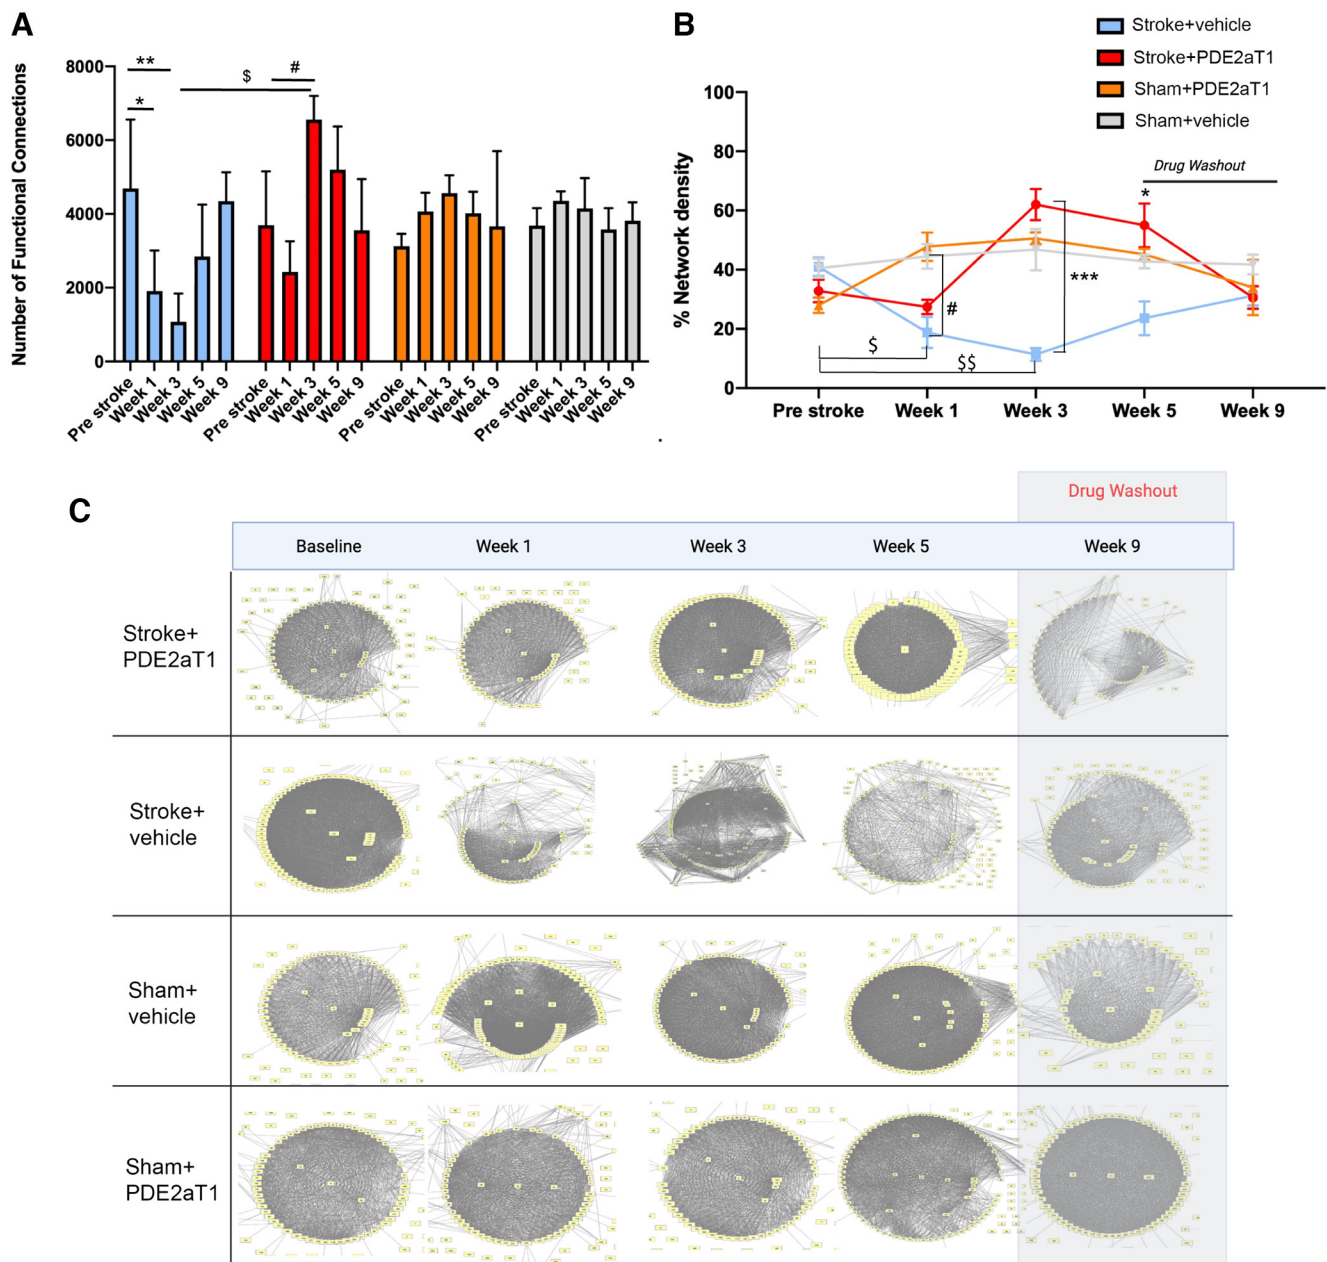 A
Number of Functional Connections
8000
6000
4000
2000
0
**
*
$
#
Pre stroke
Week 1
Week 3
Week 5
Week 9
Pre stroke
Week 1
Week 3
Week 5
Week 9
Pre stroke
Week 1
Week 3
Week 5
Week 9
Pre stroke
Week 1
Week 3
Week 5
Week 9
B
Stroke+vehicle
Stroke+PDE2aT1
Sham+PDE2aT1
Sham+vehicle
% Network density
100
80
60
40
20
0
Drug Washout
*
***
#
$
$$
Pre stroke
Week 1
Week 3
Week 5
Week 9
C
Drug Washout
Baseline
Week 1
Week 3
Week 5
Week 9
Stroke+
PDE2aT1
Stroke+
vehicle
Sham+
vehicle
Sham+
PDE2aT1